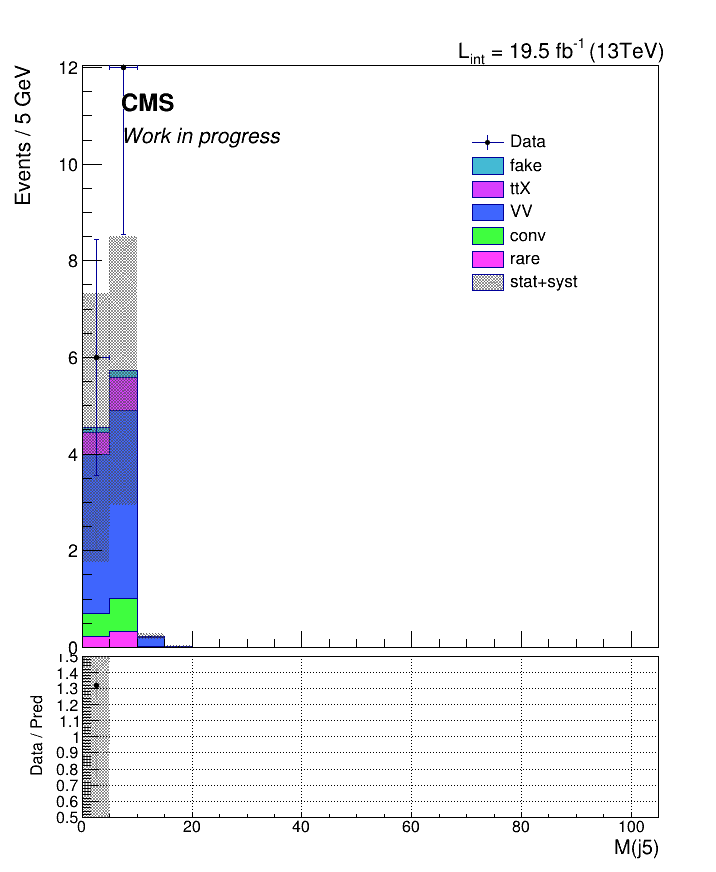 L_int = 19.5 fb^-1 (13TeV)
Events / 5 GeV
12
10
8
6
4
2
0
CMS
Work in progress
Data
fake
ttX
VV
conv
rare
stat+syst
Data / Pred
1.5
1.4
1.3
1.2
1.1
1
0.9
0.8
0.7
0.6
0.5
0 20 40 60 80 100
M(j5)